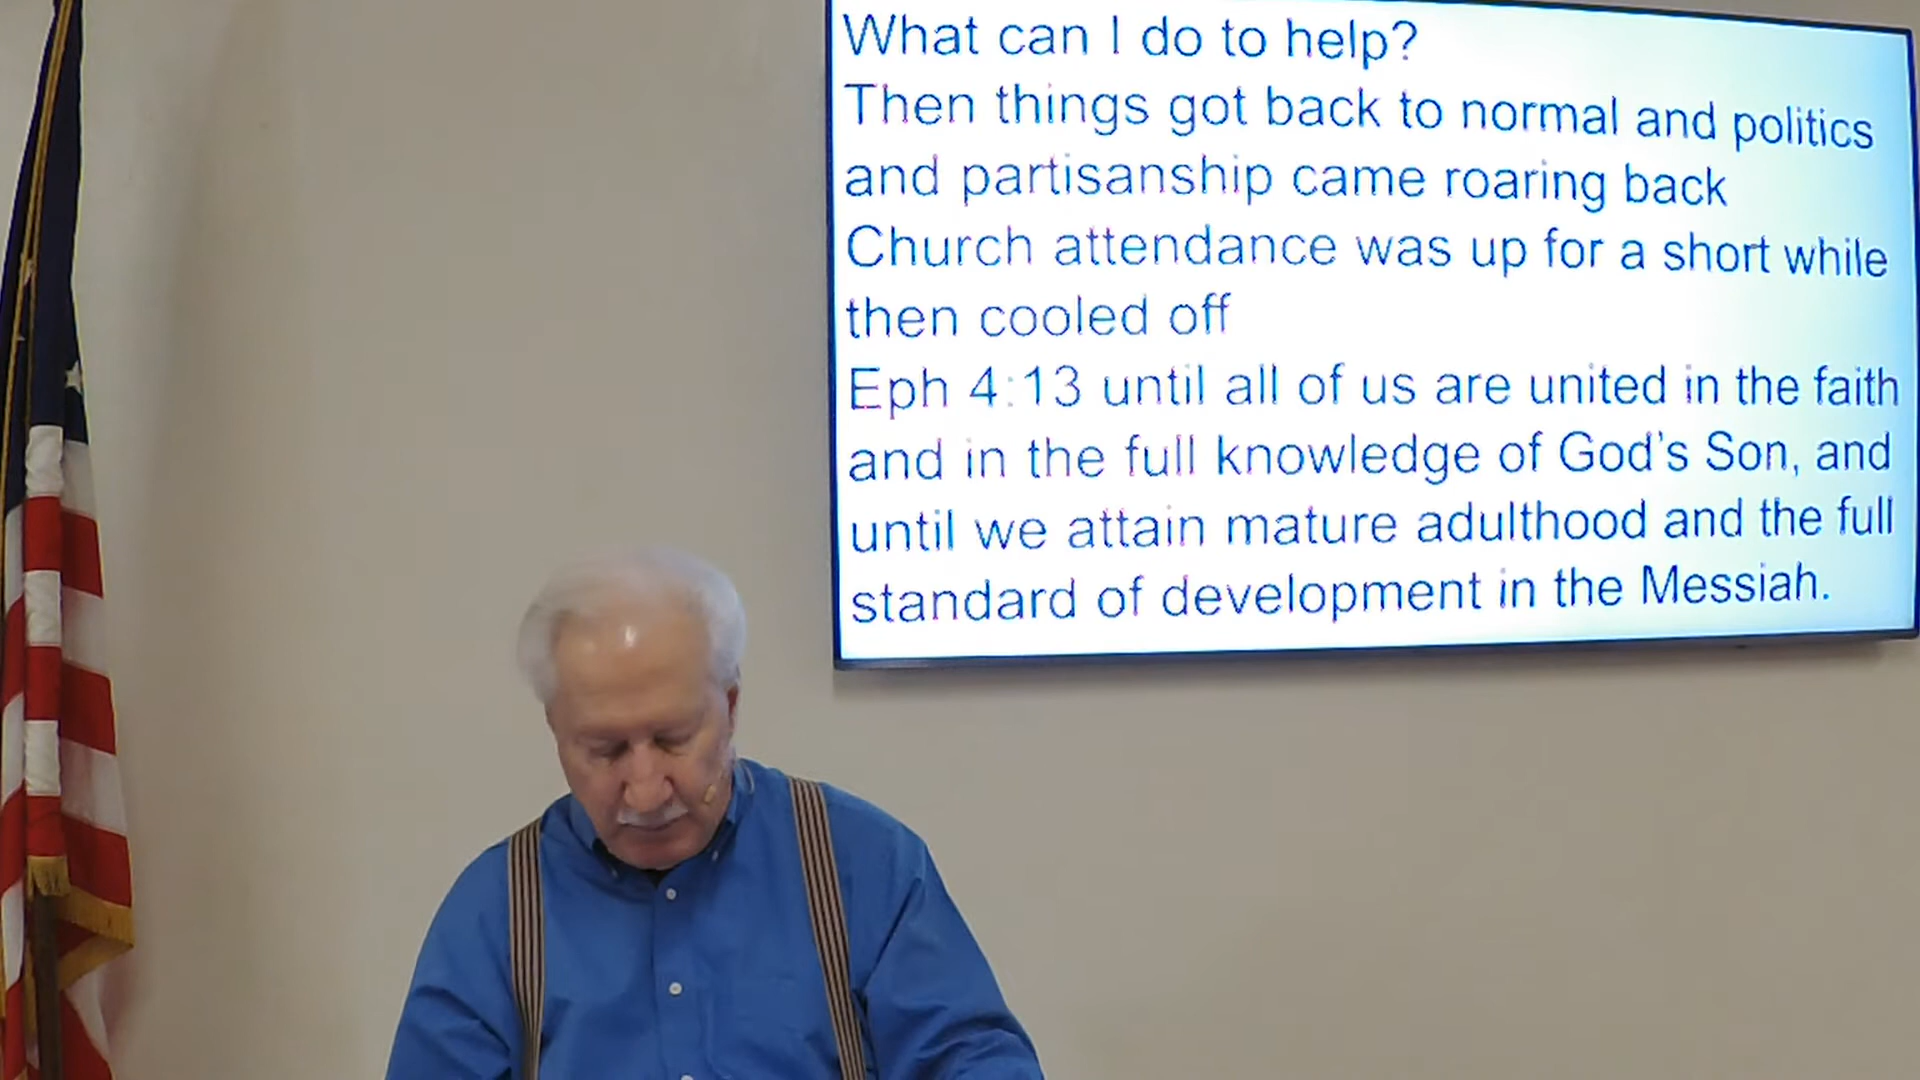 What can I do to help?
Then things got back to normal and politics
and partisanship came roaring back
Church attendance was up for a short while
then cooled off
Eph 4:13 until all of us are united in the faith
and in the full knowledge of God’s Son, and
until we attain mature adulthood and the full
standard of development in the Messiah.